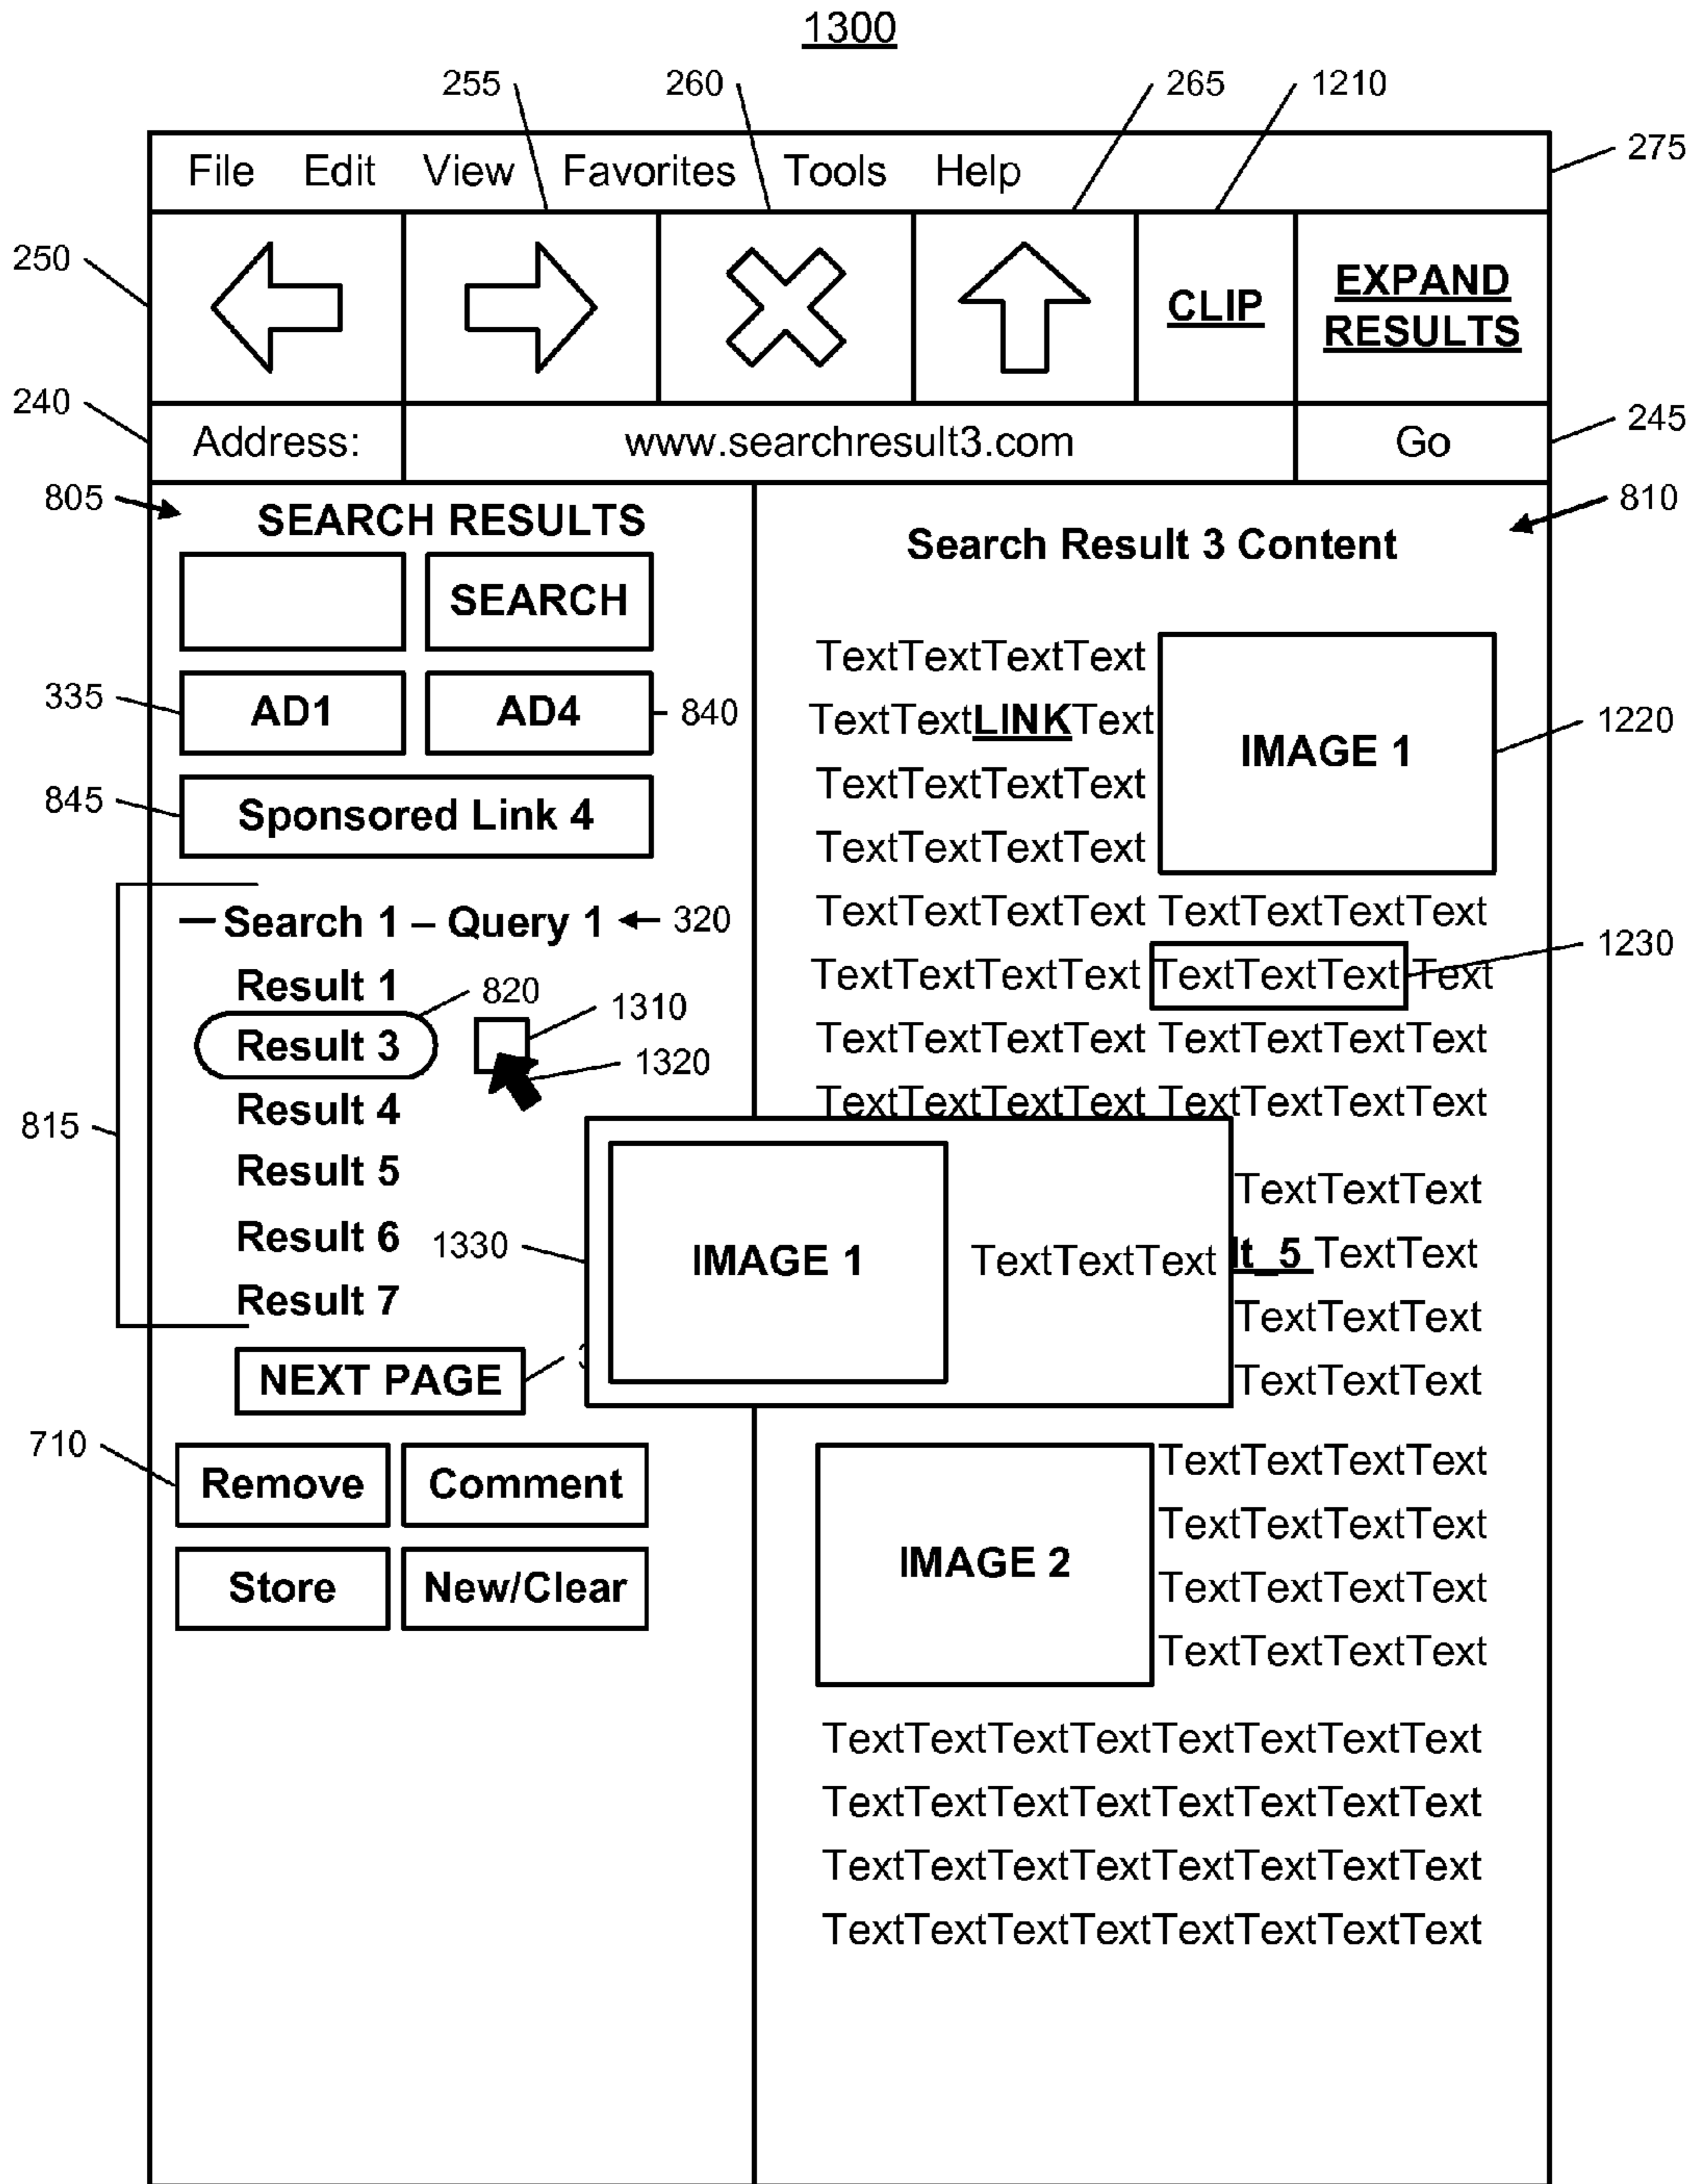 1300
255 260 265 1210
275
File Edit View Favorites Tools Help
250
CLIP
EXPAND
RESULTS
240
Address: www.searchresult3.com Go
245
805
SEARCH RESULTS
SEARCH
335
AD1
AD4
840
845
Sponsored Link 4
815
– Search 1 – Query 1
320
Result 1
820
Result 3
1310
1320
Result 4
Result 5
Result 6
Result 7
NEXT PAGE
710
Remove Comment
Store New/Clear
1330
IMAGE 1
TextTextText
810
Search Result 3 Content
TextTextTextText
TextTextLINKText
TextTextTextText
TextTextTextText
IMAGE 1
1220
TextTextTextText TextTextTextText
TextTextTextText TextTextText Text
1230
TextTextTextText TextTextTextText
TextTextTextText TextTextTextText
TextTextText
lt_5 TextText
TextTextText
TextTextText
IMAGE 2
TextTextTextText
TextTextTextText
TextTextTextText
TextTextTextText
TextTextTextTextTextTextTextText
TextTextTextTextTextTextTextText
TextTextTextTextTextTextTextText
TextTextTextTextTextTextTextText